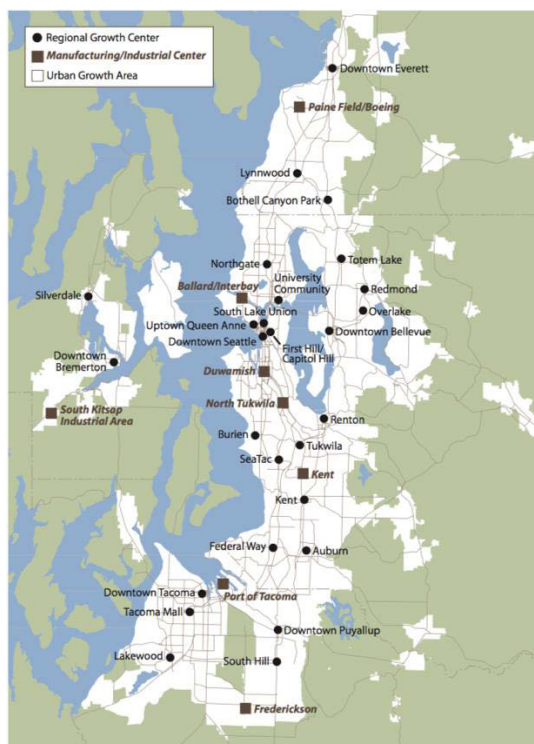 Regional Growth Center
Manufacturing/Industrial Center
Urban Growth Area
Downtown Everett
Paine Field/Boeing
Lynnwood
Bothell Canyon Park
Northgate
Totem Lake
Ballard/Interbay
University
Community
Silverdale
Redmond
South Lake Union
Overlake
Uptown Queen Anne
Downtown Bellevue
Downtown Seattle
First Hill/
Capitol Hill
Downtown
Bremerton
Duwamish
North Tukwila
South Kitsap
Industrial Area
Renton
Burien
Tukwila
SeaTac
Kent
Kent
Federal Way
Auburn
Port of Tacoma
Downtown Tacoma
Tacoma Mall
Downtown Puyallup
Lakewood
South Hill
Frederickson